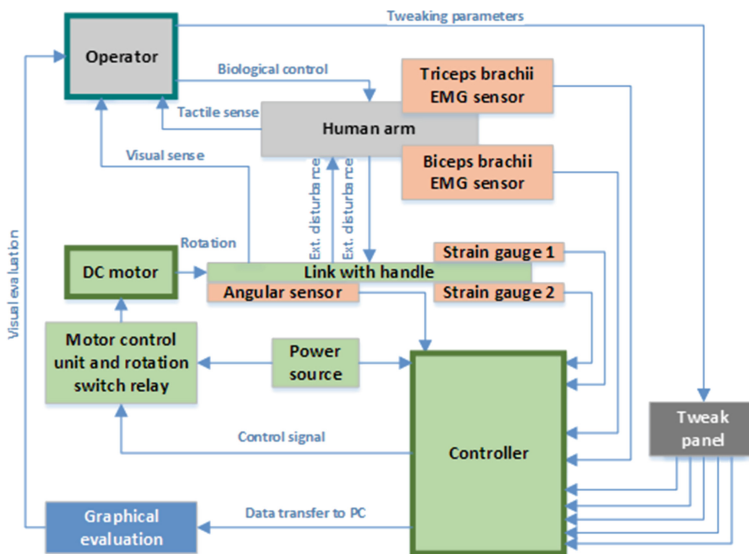 Tweaking parameters
Operator
Biological control
Triceps brachii
EMG sensor
Tactile sense
Human arm
Visual sense
Biceps brachii
EMG sensor
Ext. disturbance
Ext. disturbance
Visual evaluation
Rotation
DC motor
Strain gauge 1
Link with handle
Angular sensor
Strain gauge 2
Motor control
unit and rotation
switch relay
Power
source
Controller
Tweak
panel
Control signal
Graphical
evaluation
Data transfer to PC